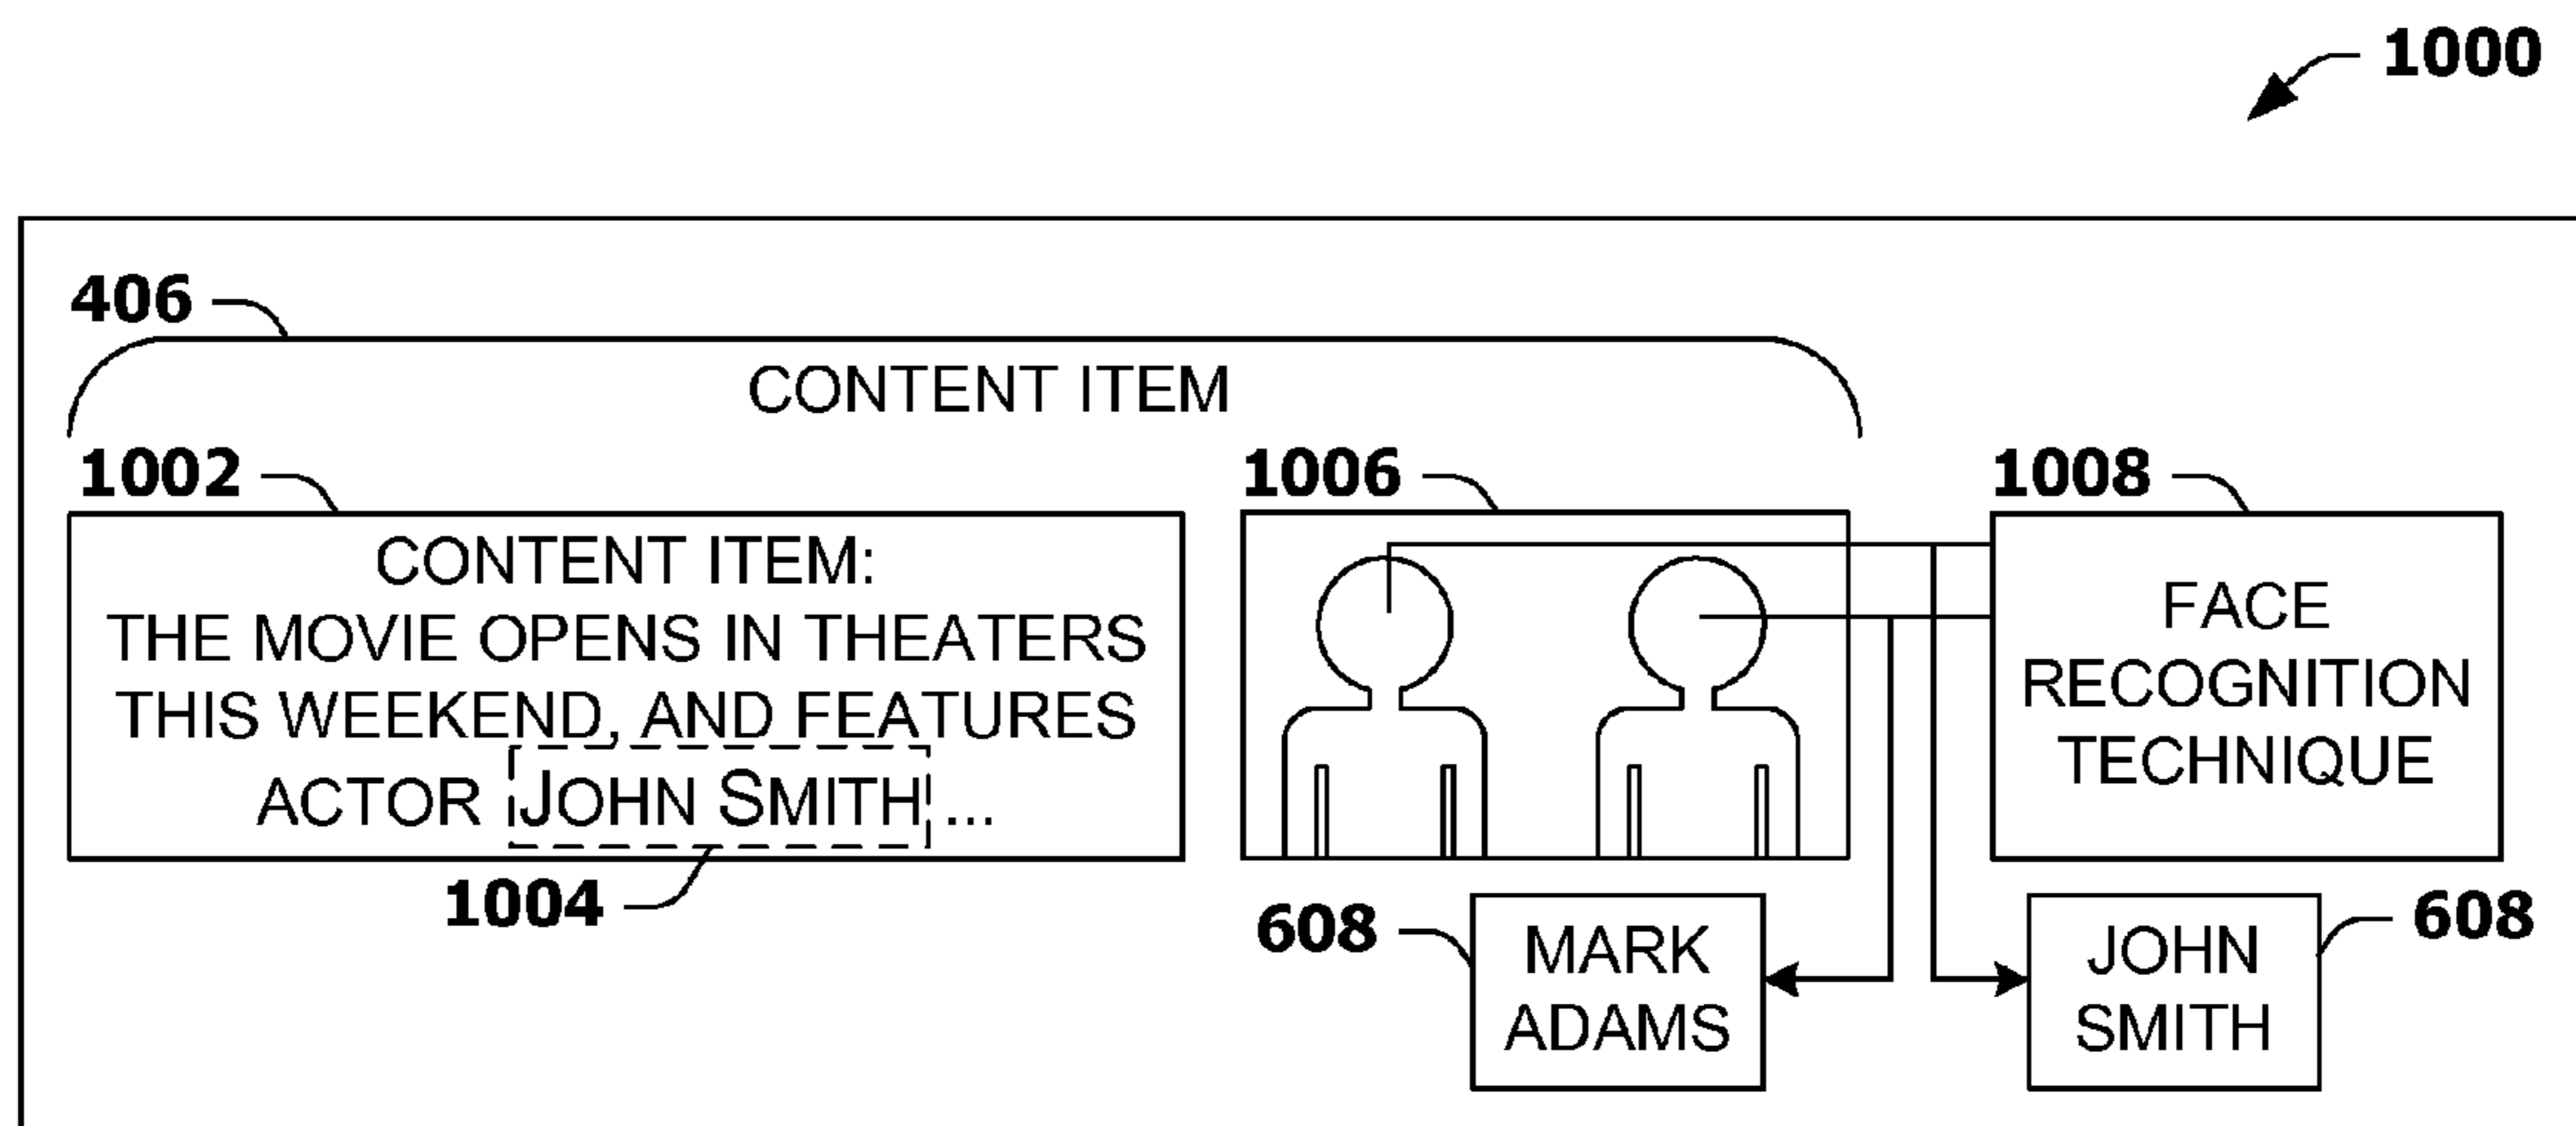 1000
406
CONTENT ITEM
1002
CONTENT ITEM:
THE MOVIE OPENS IN THEATERS
THIS WEEKEND, AND FEATURES
ACTOR JOHN SMITH ...
1004
1006
1008
FACE
RECOGNITION
TECHNIQUE
608
MARK
ADAMS
JOHN
SMITH
608